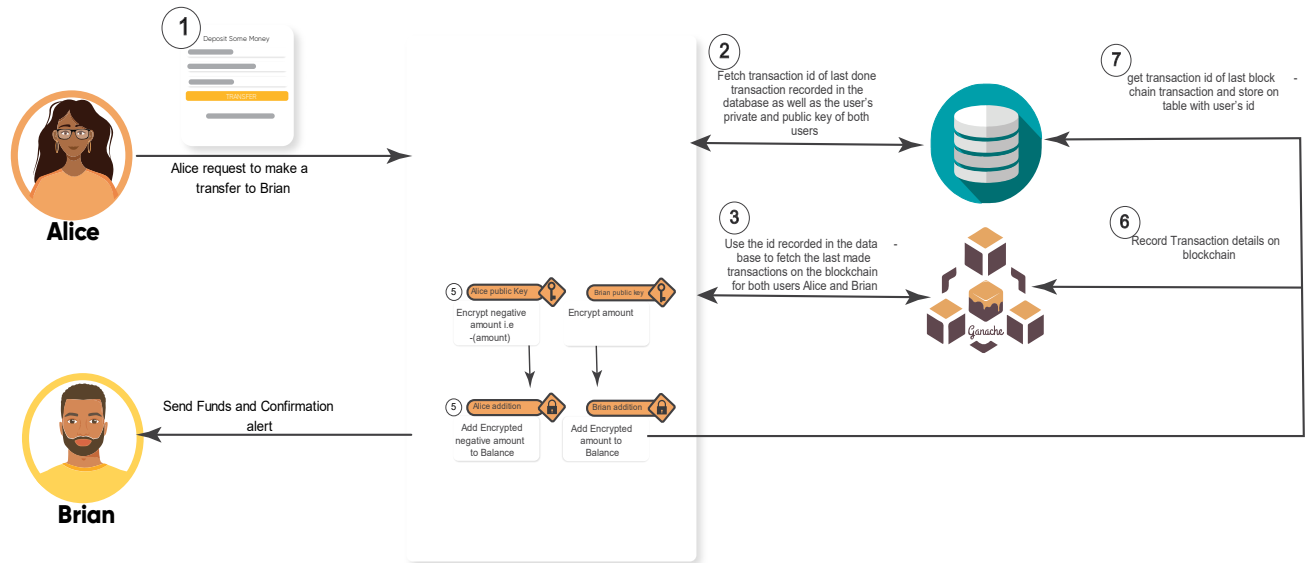 1
Deposit Some Money
TRANSFER
Alice request to make a
transfer to Brian
Alice
2
Fetch transaction id of last done
transaction recorded in the
database as well as the user's
private and public key of both
users
7
get transaction id of last block -
chain transaction and store on
table with user's id
3
Use the id recorded in the data -
base to fetch the last made
transactions on the blockchain
for both users Alice and Brian
6
Record Transaction details on
blockchain
Ganache
5
Alice public Key
Brian public key
Encrypt negative
amount i.e
-(amount)
Encrypt amount
5
Alice addition
Brian addition
Add Encrypted
negative amount
to Balance
Add Encrypted
amount to
Balance
Send Funds and Confirmation
alert
Brian